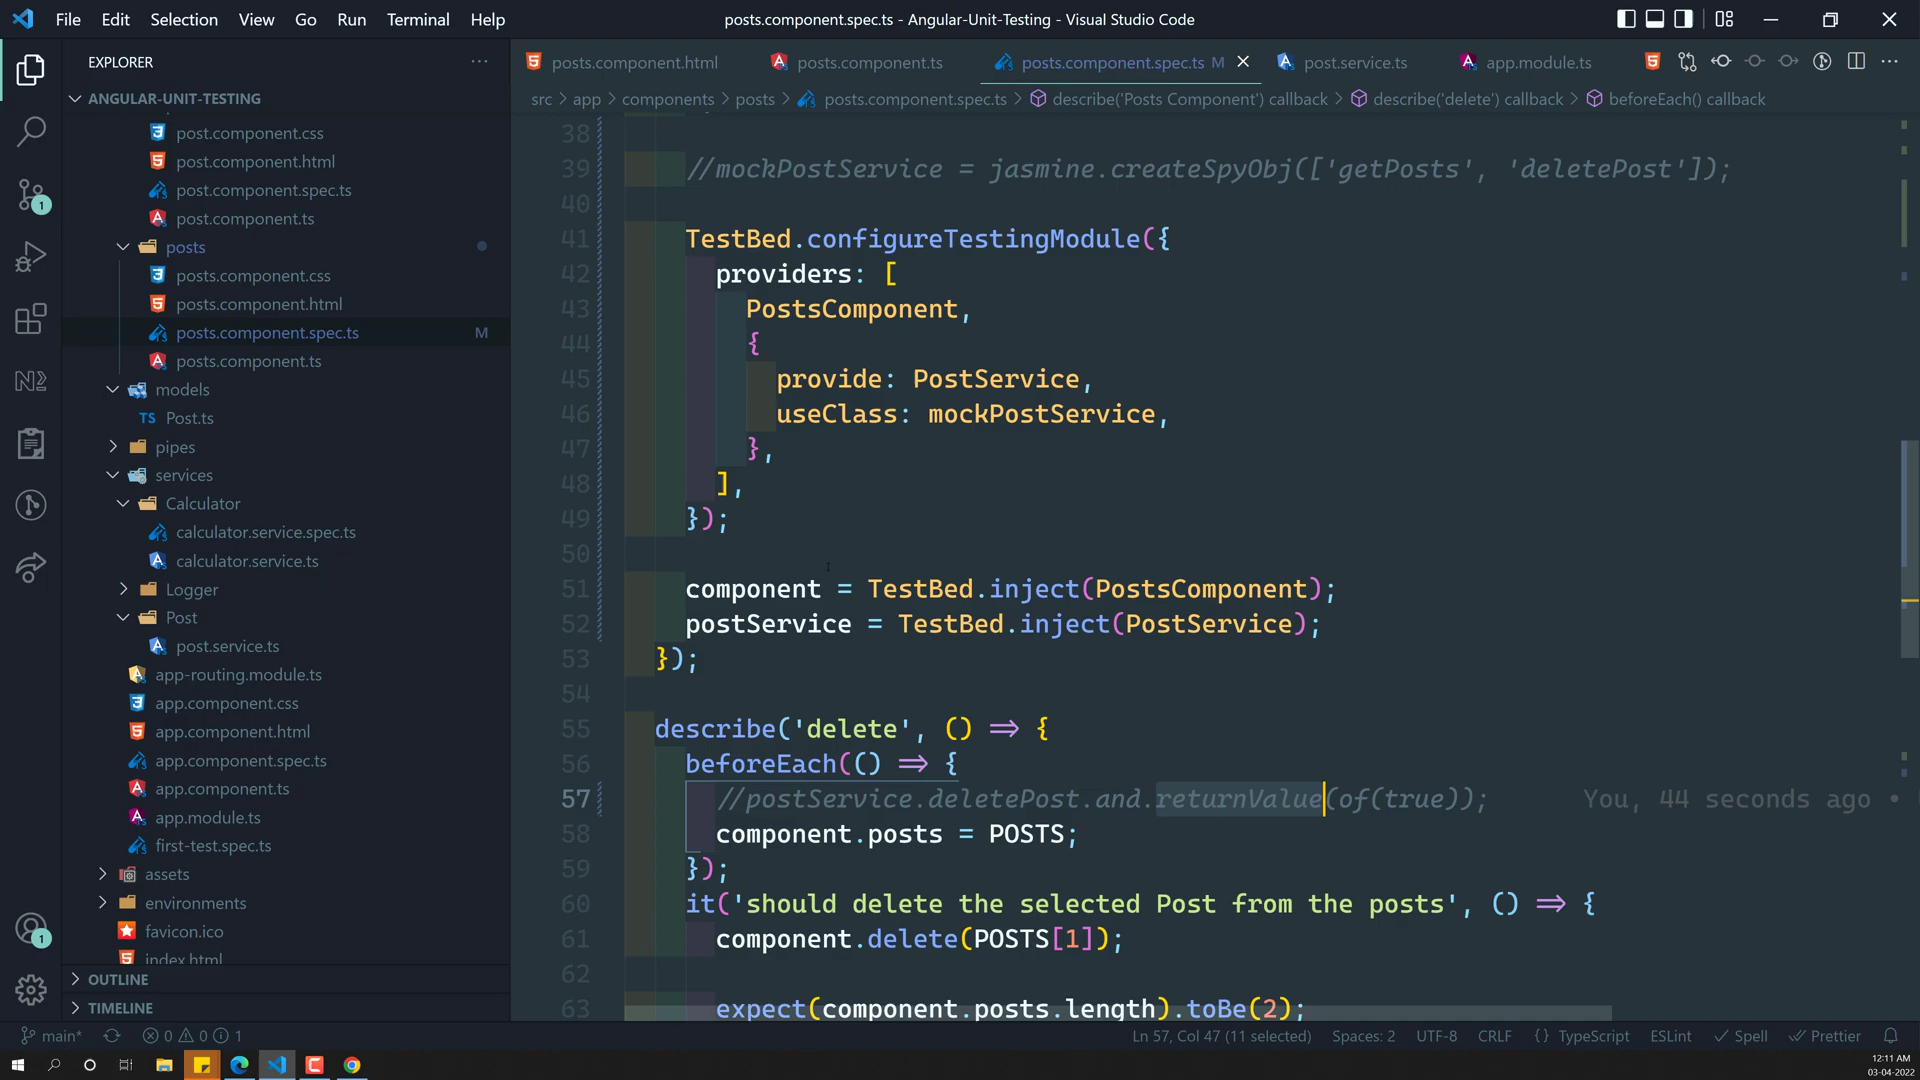 File Edit Selection View Go Run Terminal Help
posts.component.spec.ts - Angular-Unit-Testing - Visual Studio Code
EXPLORER
ANGULAR-UNIT-TESTING
post.component.css
post.component.html
post.component.spec.ts
post.component.ts
posts
posts.component.css
posts.component.html
posts.component.spec.ts M
posts.component.ts
models
TS Post.ts
pipes
services
Calculator
calculator.service.spec.ts
calculator.service.ts
Logger
Post
post.service.ts
app-routing.module.ts
app.component.css
app.component.html
app.component.spec.ts
app.component.ts
app.module.ts
first-test.spec.ts
assets
environments
favicon.ico
index.html
OUTLINE
TIMELINE
1
1
posts.component.html posts.component.ts posts.component.spec.ts M post.service.ts app.module.ts
src > app > components > posts > posts.component.spec.ts > describe('Posts Component') callback > describe('delete') callback > beforeEach() callback
38
39 //mockPostService = jasmine.createSpyObj(['getPosts', 'deletePost']);
40
41 TestBed.configureTestingModule({
42 providers: [
43 PostsComponent,
44 {
45 provide: PostService,
46 useClass: mockPostService,
47 },
48 ],
49 });
50
51 component = TestBed.inject(PostsComponent);
52 postService = TestBed.inject(PostService);
53 });
54
55 describe('delete', () => {
56 beforeEach(() => {
57 //postService.deletePost.and.returnValue(of(true)); You, 44 seconds ago •
58 component.posts = POSTS;
59 });
60 it('should delete the selected Post from the posts', () => {
61 component.delete(POSTS[1]);
62
63 expect(component.posts.length).toBe(2);
main* 0 0 1 Ln 57, Col 47 (11 selected) Spaces: 2 UTF-8 CRLF {} TypeScript ESLint Spell Prettier
12:11 AM
03-04-2022